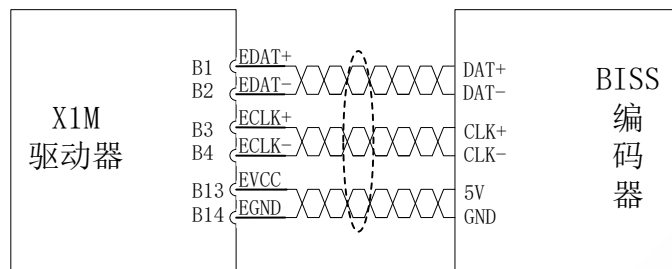 X1M
驱动器
B1 EDAT+ DAT+
B2 EDAT- DAT-
B3 ECLK+ CLK+
B4 ECLK- CLK-
B13 EVCC 5V
B14 EGND GND
BISS
编
码
器